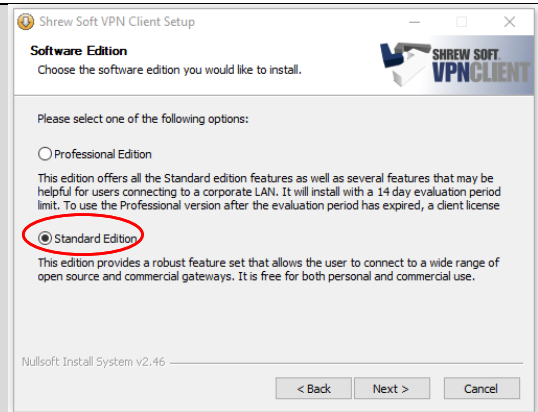 Shrew Soft VPN Client Setup
Software Edition
Choose the software edition you would like to install.
SHREW SOFT
VPNCLIENT
Please select one of the following options:
Professional Edition
This edition offers all the Standard edition features as well as several features that may be
helpful for users connecting to a corporate LAN. It will install with a 14 day evaluation period
limit. To use the Professional version after the evaluation period has expired, a client license
Standard Edition
This edition provides a robust feature set that allows the user to connect to a wide range of
open source and commercial gateways. It is free for both personal and commercial use.
Nullsoft Install System v2.46
< Back
Next >
Cancel